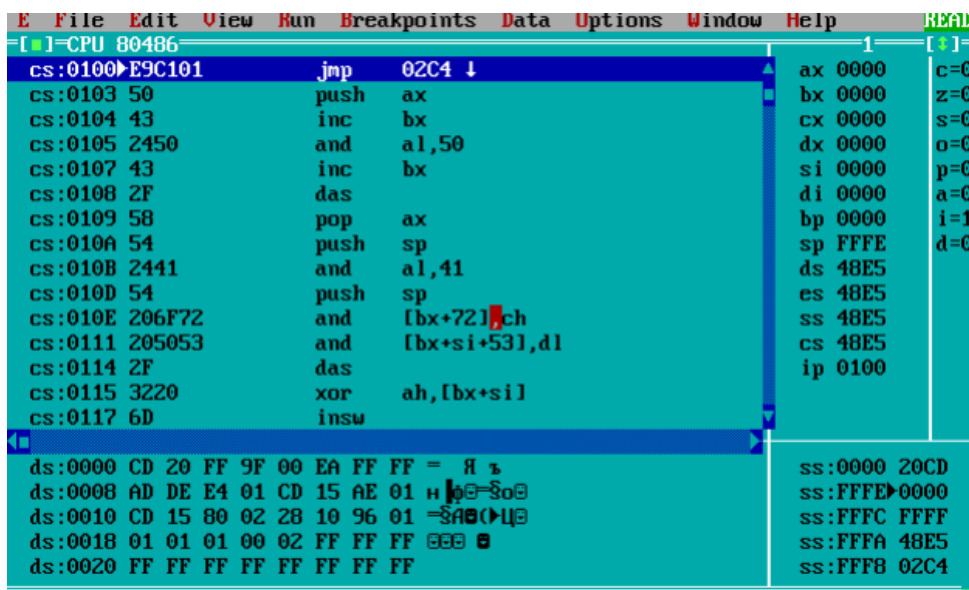 E File Edit View Run Breakpoints Data Options Window Help READ
=[■]=CPU 80486 1 [↕]=
cs:0100►E9C101 jmp 02C4 ↓ ax 0000 c=0
cs:0103 50 push ax bx 0000 z=0
cs:0104 43 inc bx cx 0000 s=0
cs:0105 2450 and al,50 dx 0000 o=0
cs:0107 43 inc bx si 0000 p=0
cs:0108 2F das di 0000 a=0
cs:0109 58 pop ax bp 0000 i=1
cs:010A 54 push sp sp FFFE d=0
cs:010B 2441 and al,41 ds 48E5
cs:010D 54 push sp es 48E5
cs:010E 206F72 and [bx+72],ch ss 48E5
cs:0111 205053 and [bx+si+53],dl cs 48E5
cs:0114 2F das ip 0100
cs:0115 3220 xor ah,[bx+si]
cs:0117 6D insw
ds:0000 CD 20 FF 9F 00 EA FF FF = Я ъ ss:0000 20CD
ds:0008 AD DE E4 01 CD 15 AE 01 н▐ф☺=§о☺ ss:FFFE►0000
ds:0010 CD 15 80 02 28 10 96 01 =§А☻(►Ц☺ ss:FFFC FFFF
ds:0018 01 01 01 00 02 FF FF FF ☺☺☺ ☻ ss:FFFA 48E5
ds:0020 FF FF FF FF FF FF FF FF ss:FFF8 02C4